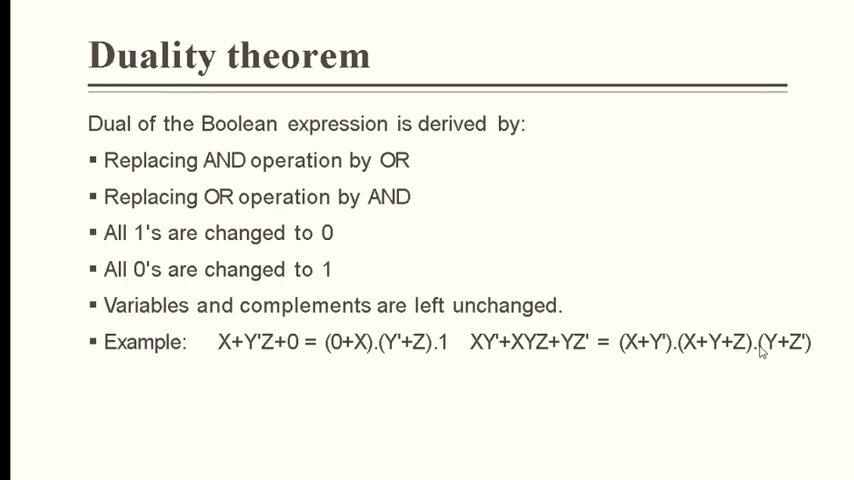 Duality theorem
Dual of the Boolean expression is derived by:
▪ Replacing AND operation by OR
▪ Replacing OR operation by AND
▪ All 1's are changed to 0
▪ All 0's are changed to 1
▪ Variables and complements are left unchanged.
▪ Example: X+Y'Z+0 = (0+X).(Y'+Z).1 XY'+XYZ+YZ' = (X+Y').(X+Y+Z).(Y+Z')